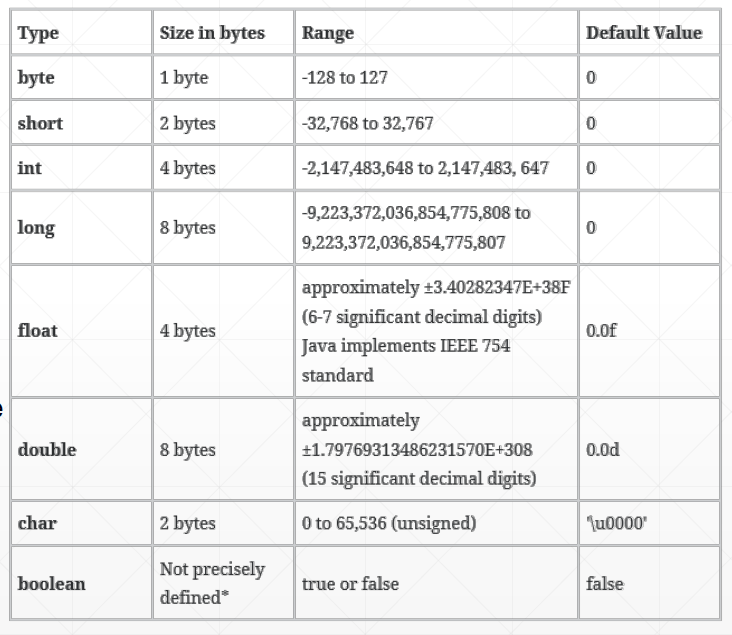 Type Size in bytes Range Default Value
byte 1 byte -128 to 127 0
short 2 bytes -32,768 to 32,767 0
int 4 bytes -2,147,483,648 to 2,147,483, 647 0
long 8 bytes -9,223,372,036,854,775,808 to
9,223,372,036,854,775,807 0
float 4 bytes approximately ±3.40282347E+38F
(6-7 significant decimal digits)
Java implements IEEE 754
standard 0.0f
double 8 bytes approximately
±1.79769313486231570E+308
(15 significant decimal digits) 0.0d
char 2 bytes 0 to 65,536 (unsigned) '\u0000'
boolean Not precisely
defined* true or false false